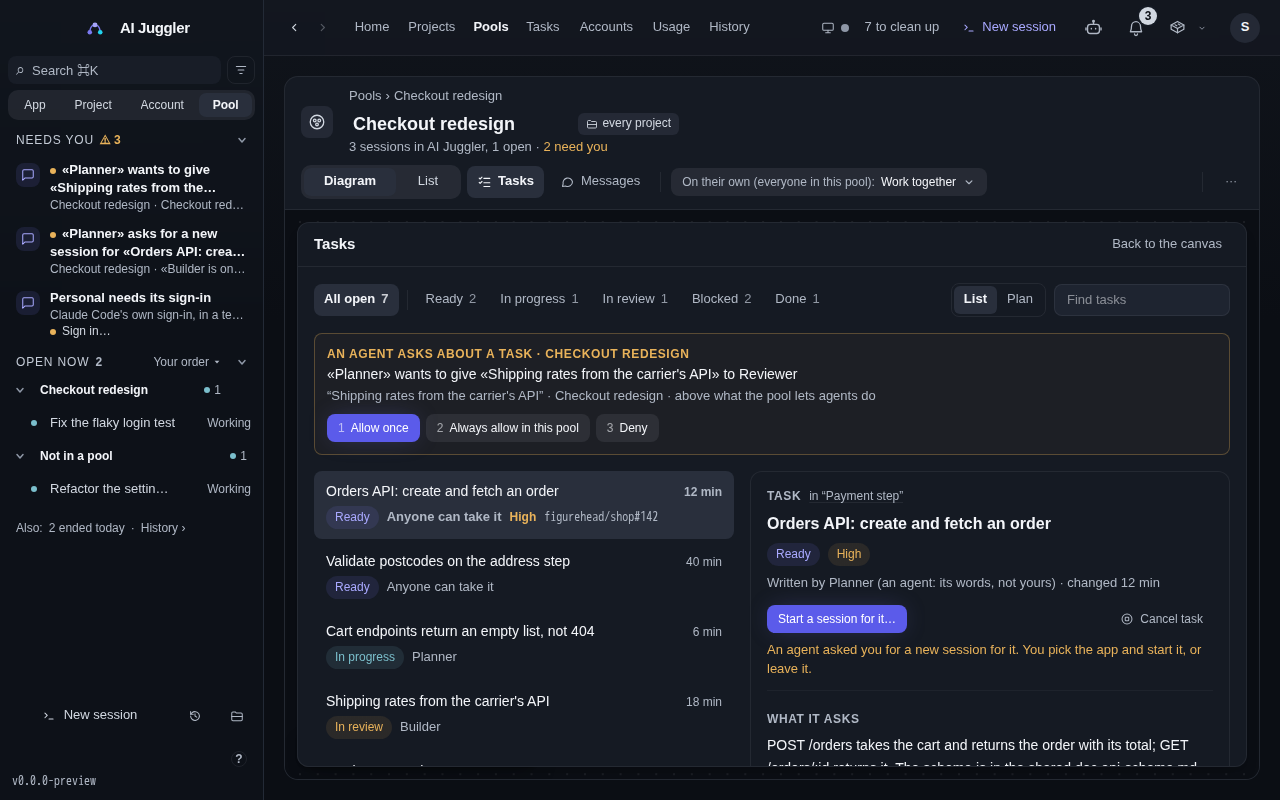 AI Juggler
Search ⌘K
App Project Account Pool
NEEDS YOU 3
«Planner» wants to give
«Shipping rates from the…
Checkout redesign · Checkout red…
«Planner» asks for a new
session for «Orders API: crea…
Checkout redesign · «Builder is on…
Personal needs its sign-in
Claude Code's own sign-in, in a te…
Sign in…
OPEN NOW 2 Your order
Checkout redesign 1
Fix the flaky login test Working
Not in a pool 1
Refactor the settin… Working
Also: 2 ended today · History ›
New session
?
v0.0.0-preview
Home Projects Pools Tasks Accounts Usage History
7 to clean up
New session
3
S
Pools › Checkout redesign
Checkout redesign every project
3 sessions in AI Juggler, 1 open · 2 need you
Diagram List Tasks Messages On their own (everyone in this pool): Work together ···
Tasks Back to the canvas
All open 7 Ready 2 In progress 1 In review 1 Blocked 2 Done 1 List Plan Find tasks
AN AGENT ASKS ABOUT A TASK · CHECKOUT REDESIGN
«Planner» wants to give «Shipping rates from the carrier's API» to Reviewer
“Shipping rates from the carrier's API” · Checkout redesign · above what the pool lets agents do
1 Allow once 2 Always allow in this pool 3 Deny
Orders API: create and fetch an order 12 min
Ready Anyone can take it High figurehead/shop#142
Validate postcodes on the address step 40 min
Ready Anyone can take it
Cart endpoints return an empty list, not 404 6 min
In progress Planner
Shipping rates from the carrier's API 18 min
In review Builder
TASK in “Payment step”
Orders API: create and fetch an order
Ready High
Written by Planner (an agent: its words, not yours) · changed 12 min
Start a session for it… Cancel task
An agent asked you for a new session for it. You pick the app and start it, or
leave it.
WHAT IT ASKS
POST /orders takes the cart and returns the order with its total; GET